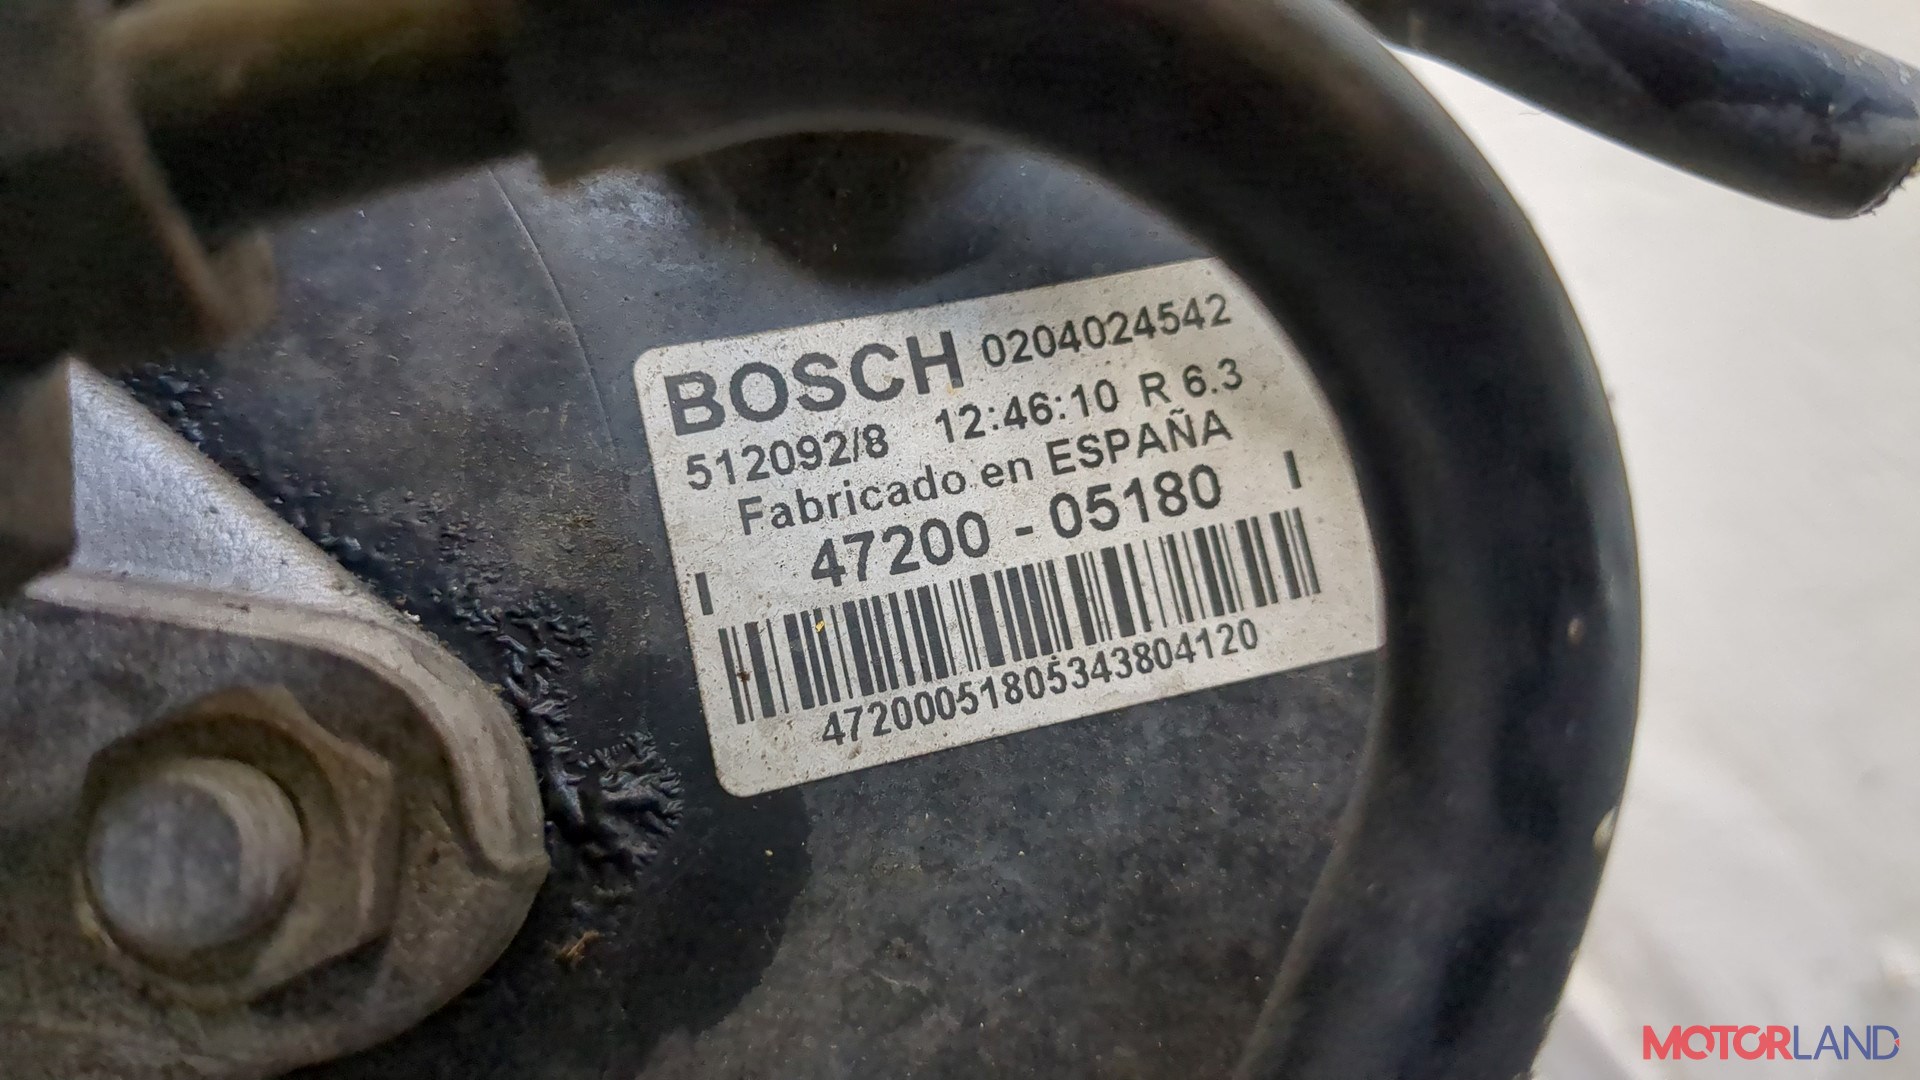 BOSCH 0204024542
512092/8 12:46:10 R 6.3
Fabricado en ESPAÑA
47200 - 05180
47200051805343804120
MOTORLAND